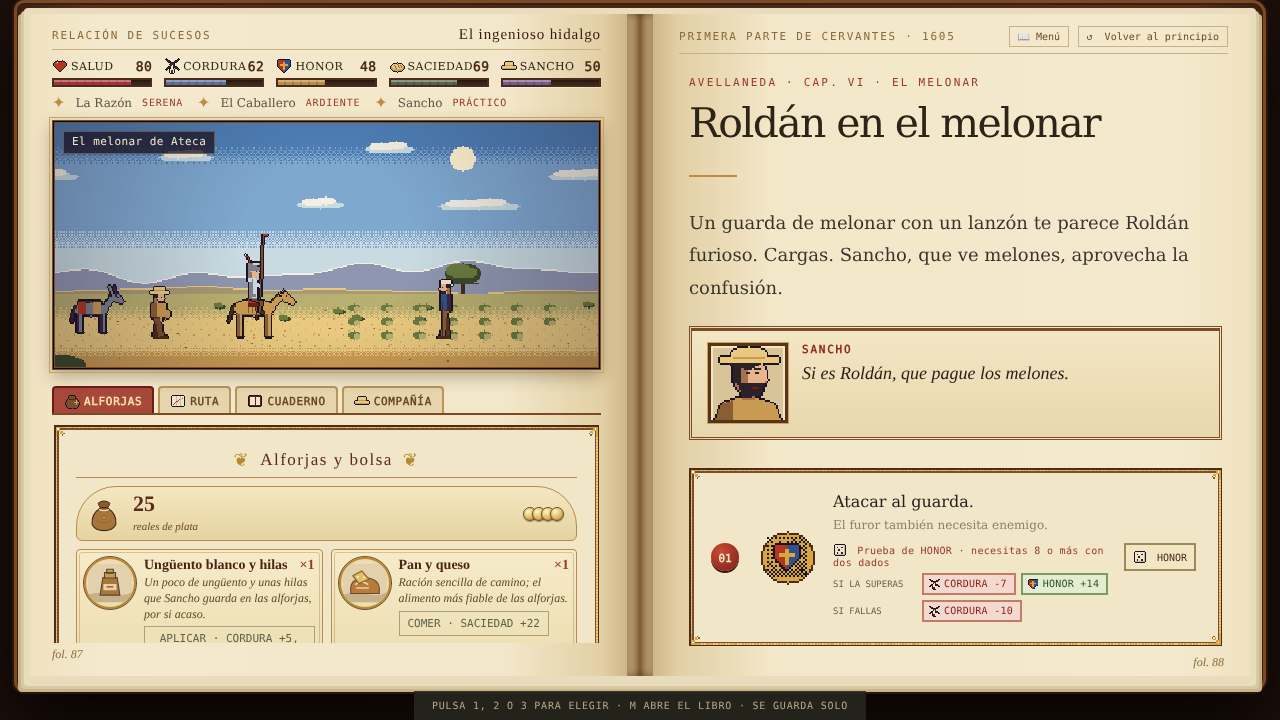 RELACIÓN DE SUCESOS
El ingenioso hidalgo
SALUD 80
CORDURA 62
HONOR 48
SACIEDAD 69
SANCHO 50
La Razón SERENA
El Caballero ARDIENTE
Sancho PRÁCTICO
El melonar de Ateca
ALFORJAS
RUTA
CUADERNO
COMPAÑÍA
Alforjas y bolsa
25
reales de plata
Ungüento blanco y hilas ×1
Un poco de ungüento y unas hilas
que Sancho guarda en las alforjas,
por si acaso.
APLICAR · CORDURA +5,
Pan y queso ×1
Ración sencilla de camino; el
alimento más fiable de las alforjas.
COMER · SACIEDAD +22
fol. 87
PRIMERA PARTE DE CERVANTES · 1605
Menú
↺ Volver al principio
AVELLANEDA · CAP. VI · EL MELONAR
Roldán en el melonar
Un guarda de melonar con un lanzón te parece Roldán
furioso. Cargas. Sancho, que ve melones, aprovecha la
confusión.
SANCHO
Si es Roldán, que pague los melones.
01
Atacar al guarda.
El furor también necesita enemigo.
Prueba de HONOR · necesitas 8 o más con
dos dados
HONOR
SI LA SUPERAS CORDURA -7 HONOR +14
SI FALLAS CORDURA -10
fol. 88
PULSA 1, 2 O 3 PARA ELEGIR · M ABRE EL LIBRO · SE GUARDA SOLO